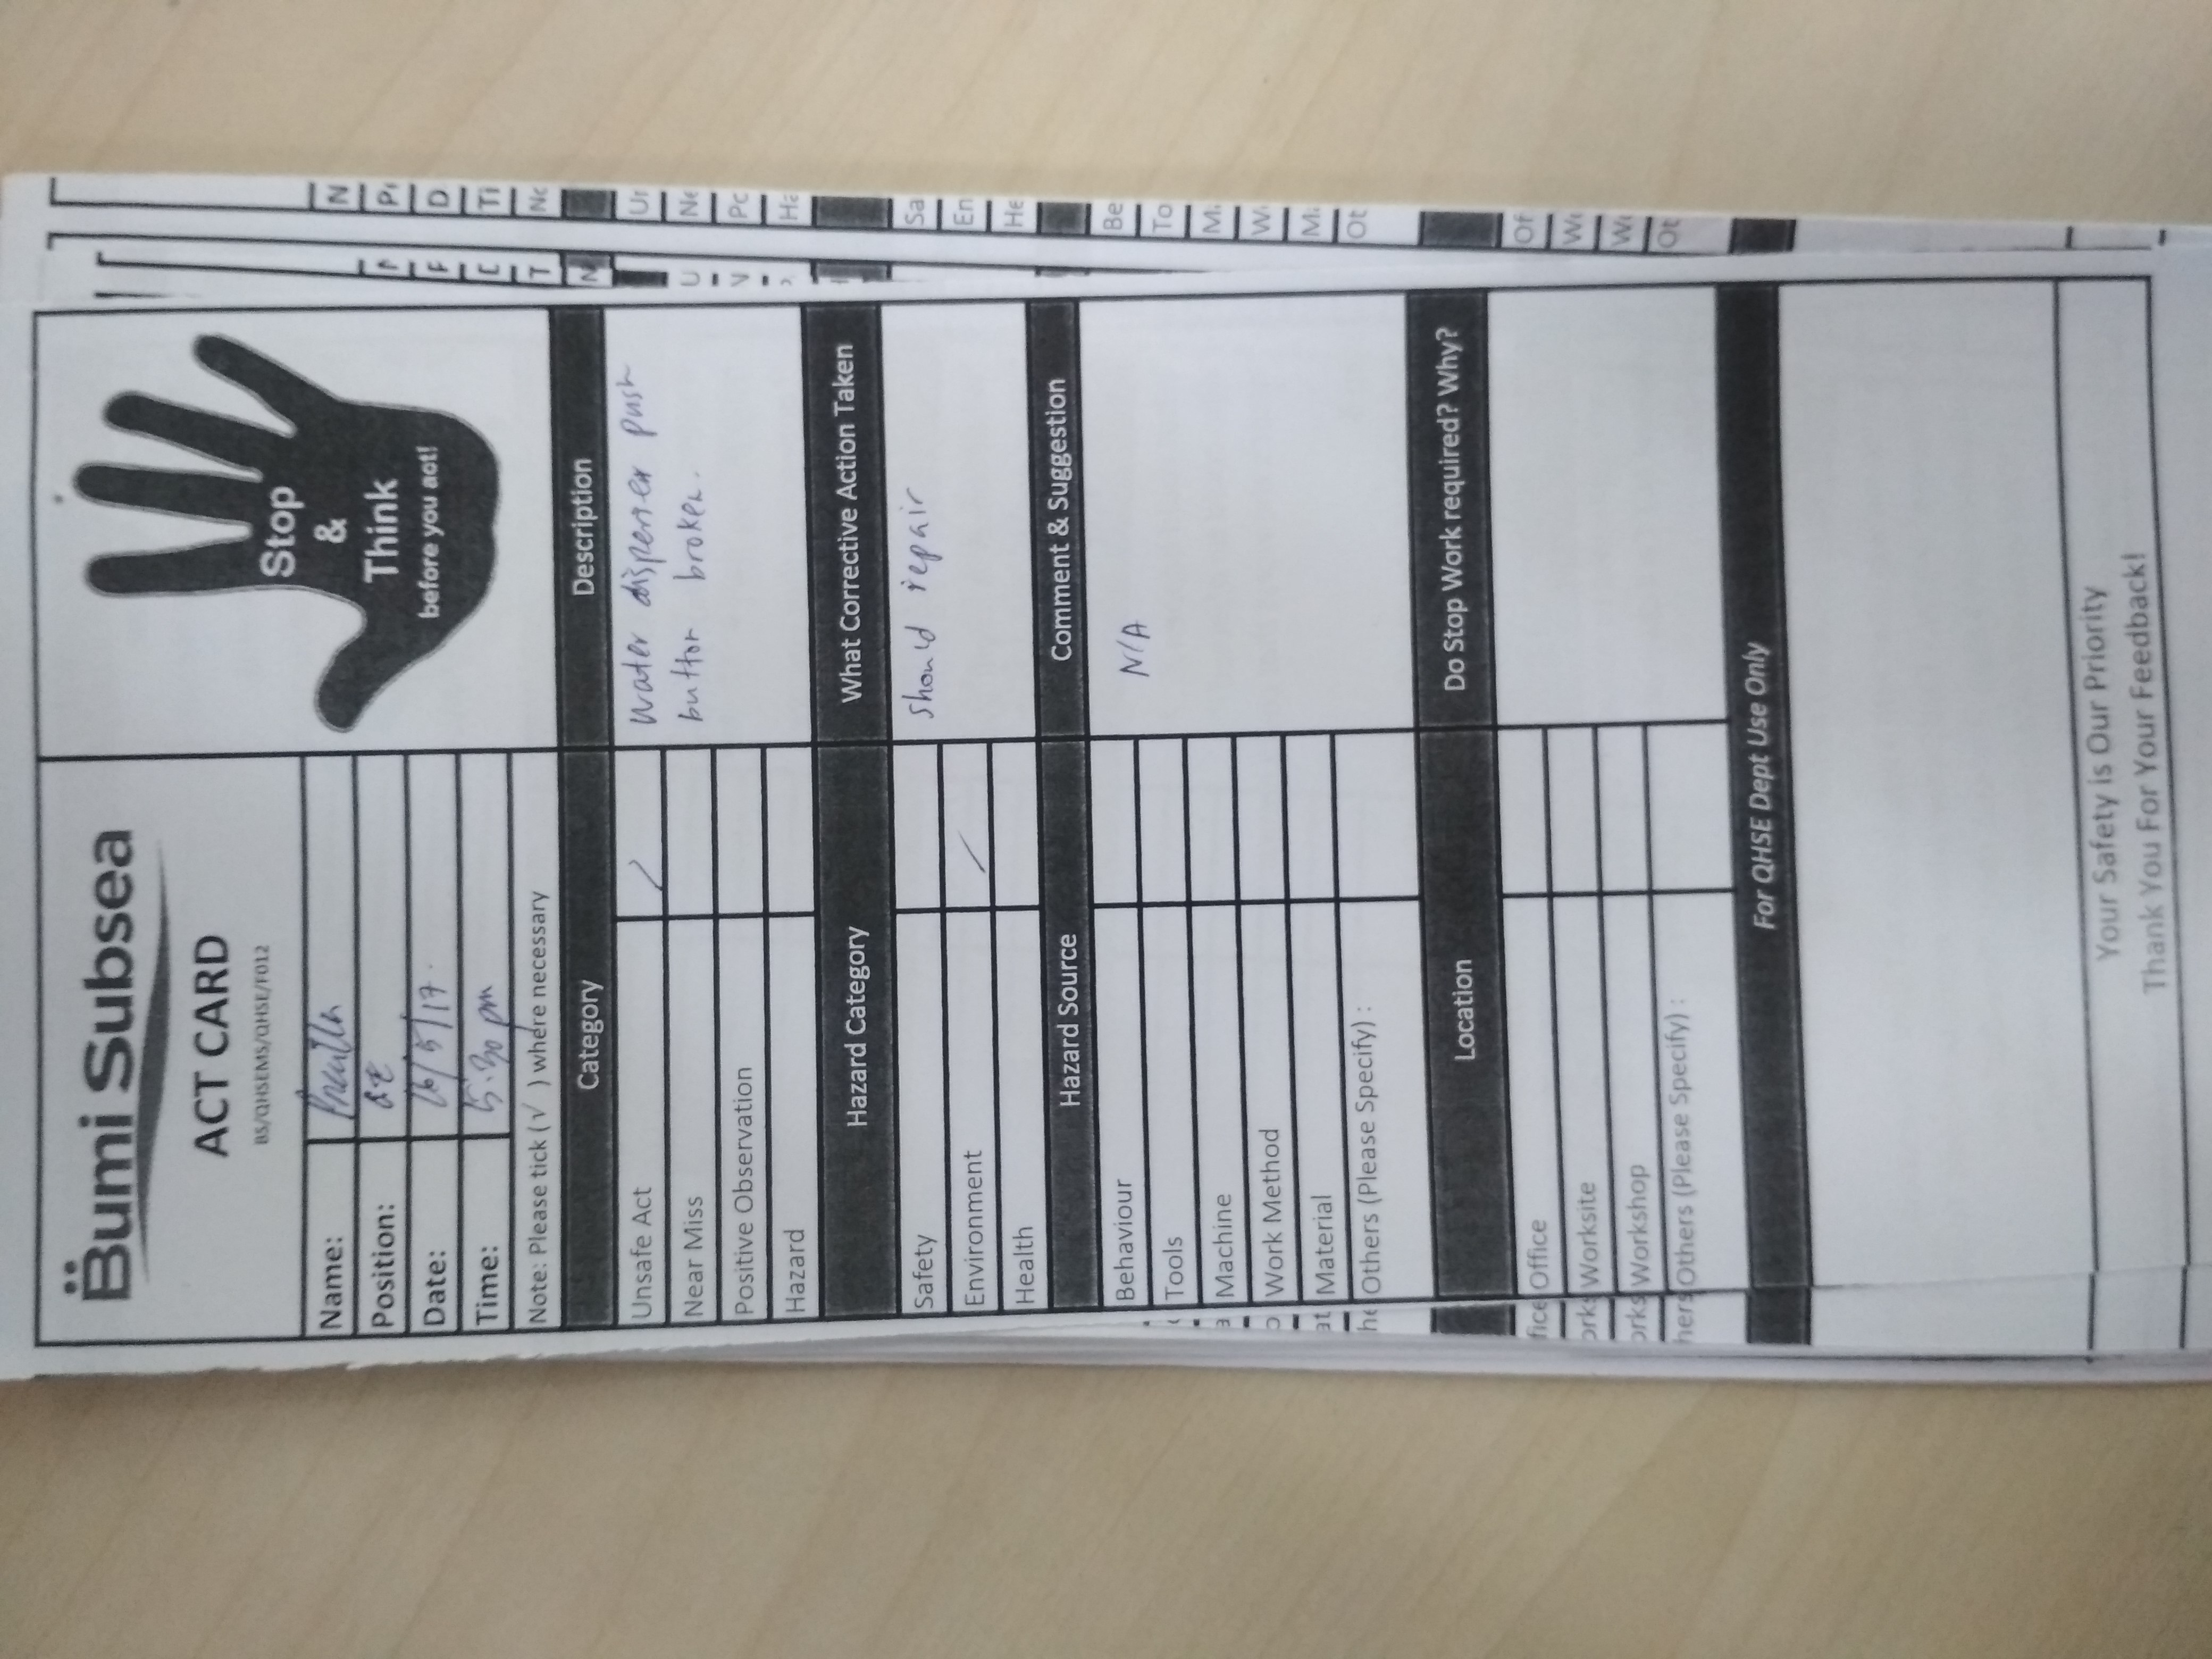 Bumi Subsea
ACT CARD
BS/QHSEMS/QHSE/F012
Stop
&
Think
before you act!
Name:
Position:
Date: /5/17
Time: 5.30 pm
Note: Please tick (√ ) where necessary
Category
Description
Unsafe Act
Near Miss
Positive Observation
Hazard
water dispenser push
button broken.
Hazard Category
What Corrective Action Taken
Safety
Environment
Health
should repair
Hazard Source
Comment & Suggestion
Behaviour
Tools
Machine
Work Method
Material
Others (Please Specify) :
N/A
Location
Do Stop Work required? Why?
Office
Worksite
Workshop
Others (Please Specify) :
For QHSE Dept Use Only
Your Safety is Our Priority
Thank You For Your Feedback!